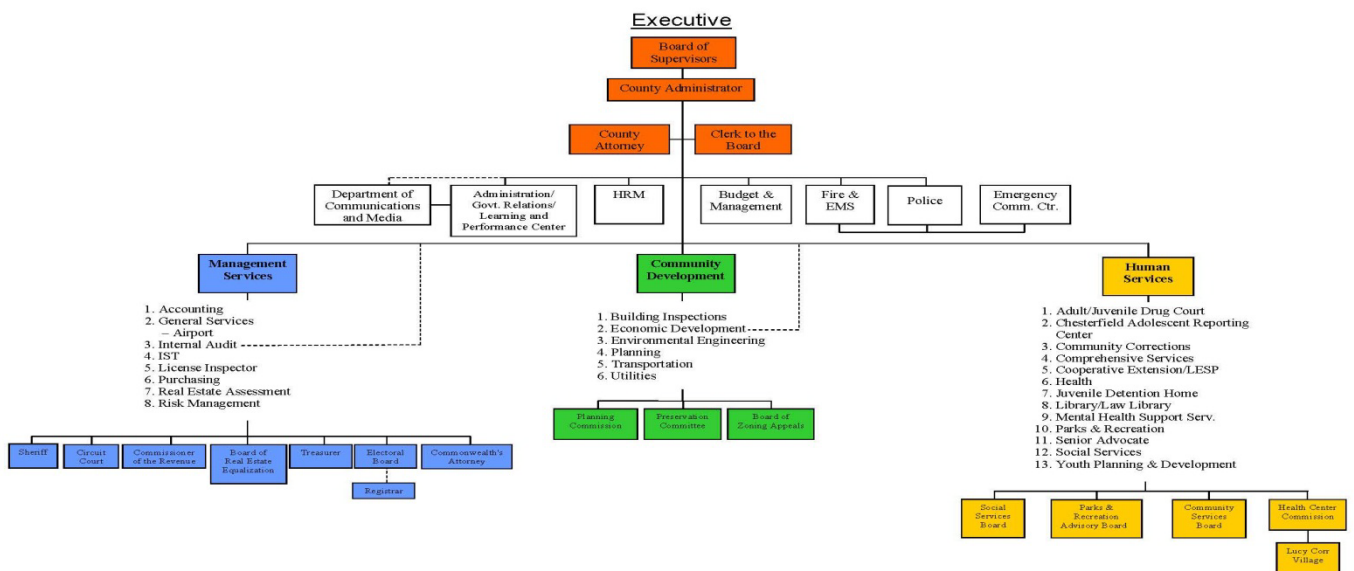 Executive
Board of
Supervisors
County Administrator
County
Attorney
Clerk to the
Board
Department of
Communications
and Media
Administration/
Govt. Relations/
Learning and
Performance Center
HRM
Budget &
Management
Fire &
EMS
Police
Emergency
Comm. Ctr.
Management
Services
1. Accounting
2. General Services
– Airport
3. Internal Audit
4. IST
5. License Inspector
6. Purchasing
7. Real Estate Assessment
8. Risk Management
Sheriff
Circuit
Court
Commissioner
of the Revenue
Board of
Real Estate
Equalization
Treasurer
Electoral
Board
Commonwealth's
Attorney
Registrar
Community
Development
1. Building Inspections
2. Economic Development
3. Environmental Engineering
4. Planning
5. Transportation
6. Utilities
Planning
Commission
Preservation
Committee
Board of
Zoning Appeals
Human
Services
1. Adult/Juvenile Drug Court
2. Chesterfield Adolescent Reporting
Center
3. Community Corrections
4. Comprehensive Services
5. Cooperative Extension/LESP
6. Health
7. Juvenile Detention Home
8. Library/Law Library
9. Mental Health Support Serv.
10. Parks & Recreation
11. Senior Advocate
12. Social Services
13. Youth Planning & Development
Social
Services
Board
Parks &
Recreation
Advisory Board
Community
Services
Board
Health Center
Commission
Lucy Corr
Village